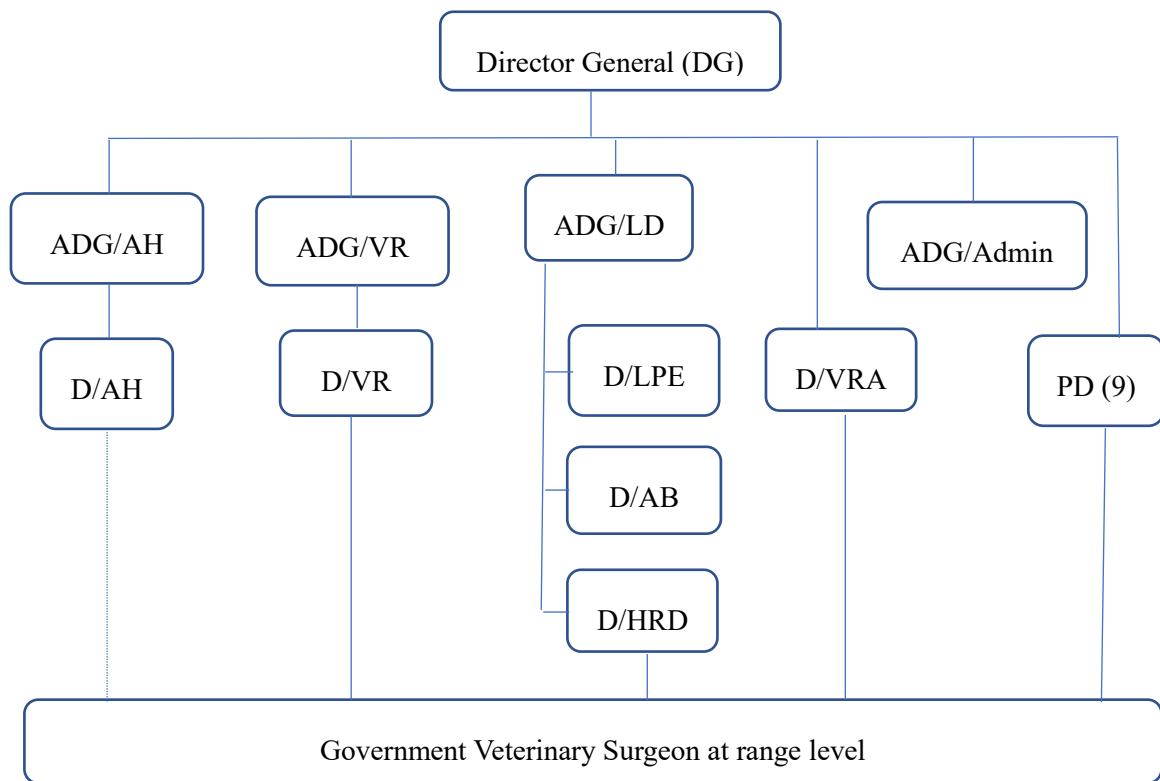 Director General (DG)
ADG/AH
ADG/VR
ADG/LD
ADG/Admin
D/AH
D/VR
D/LPE
D/VRA
PD (9)
D/AB
D/HRD
Government Veterinary Surgeon at range level